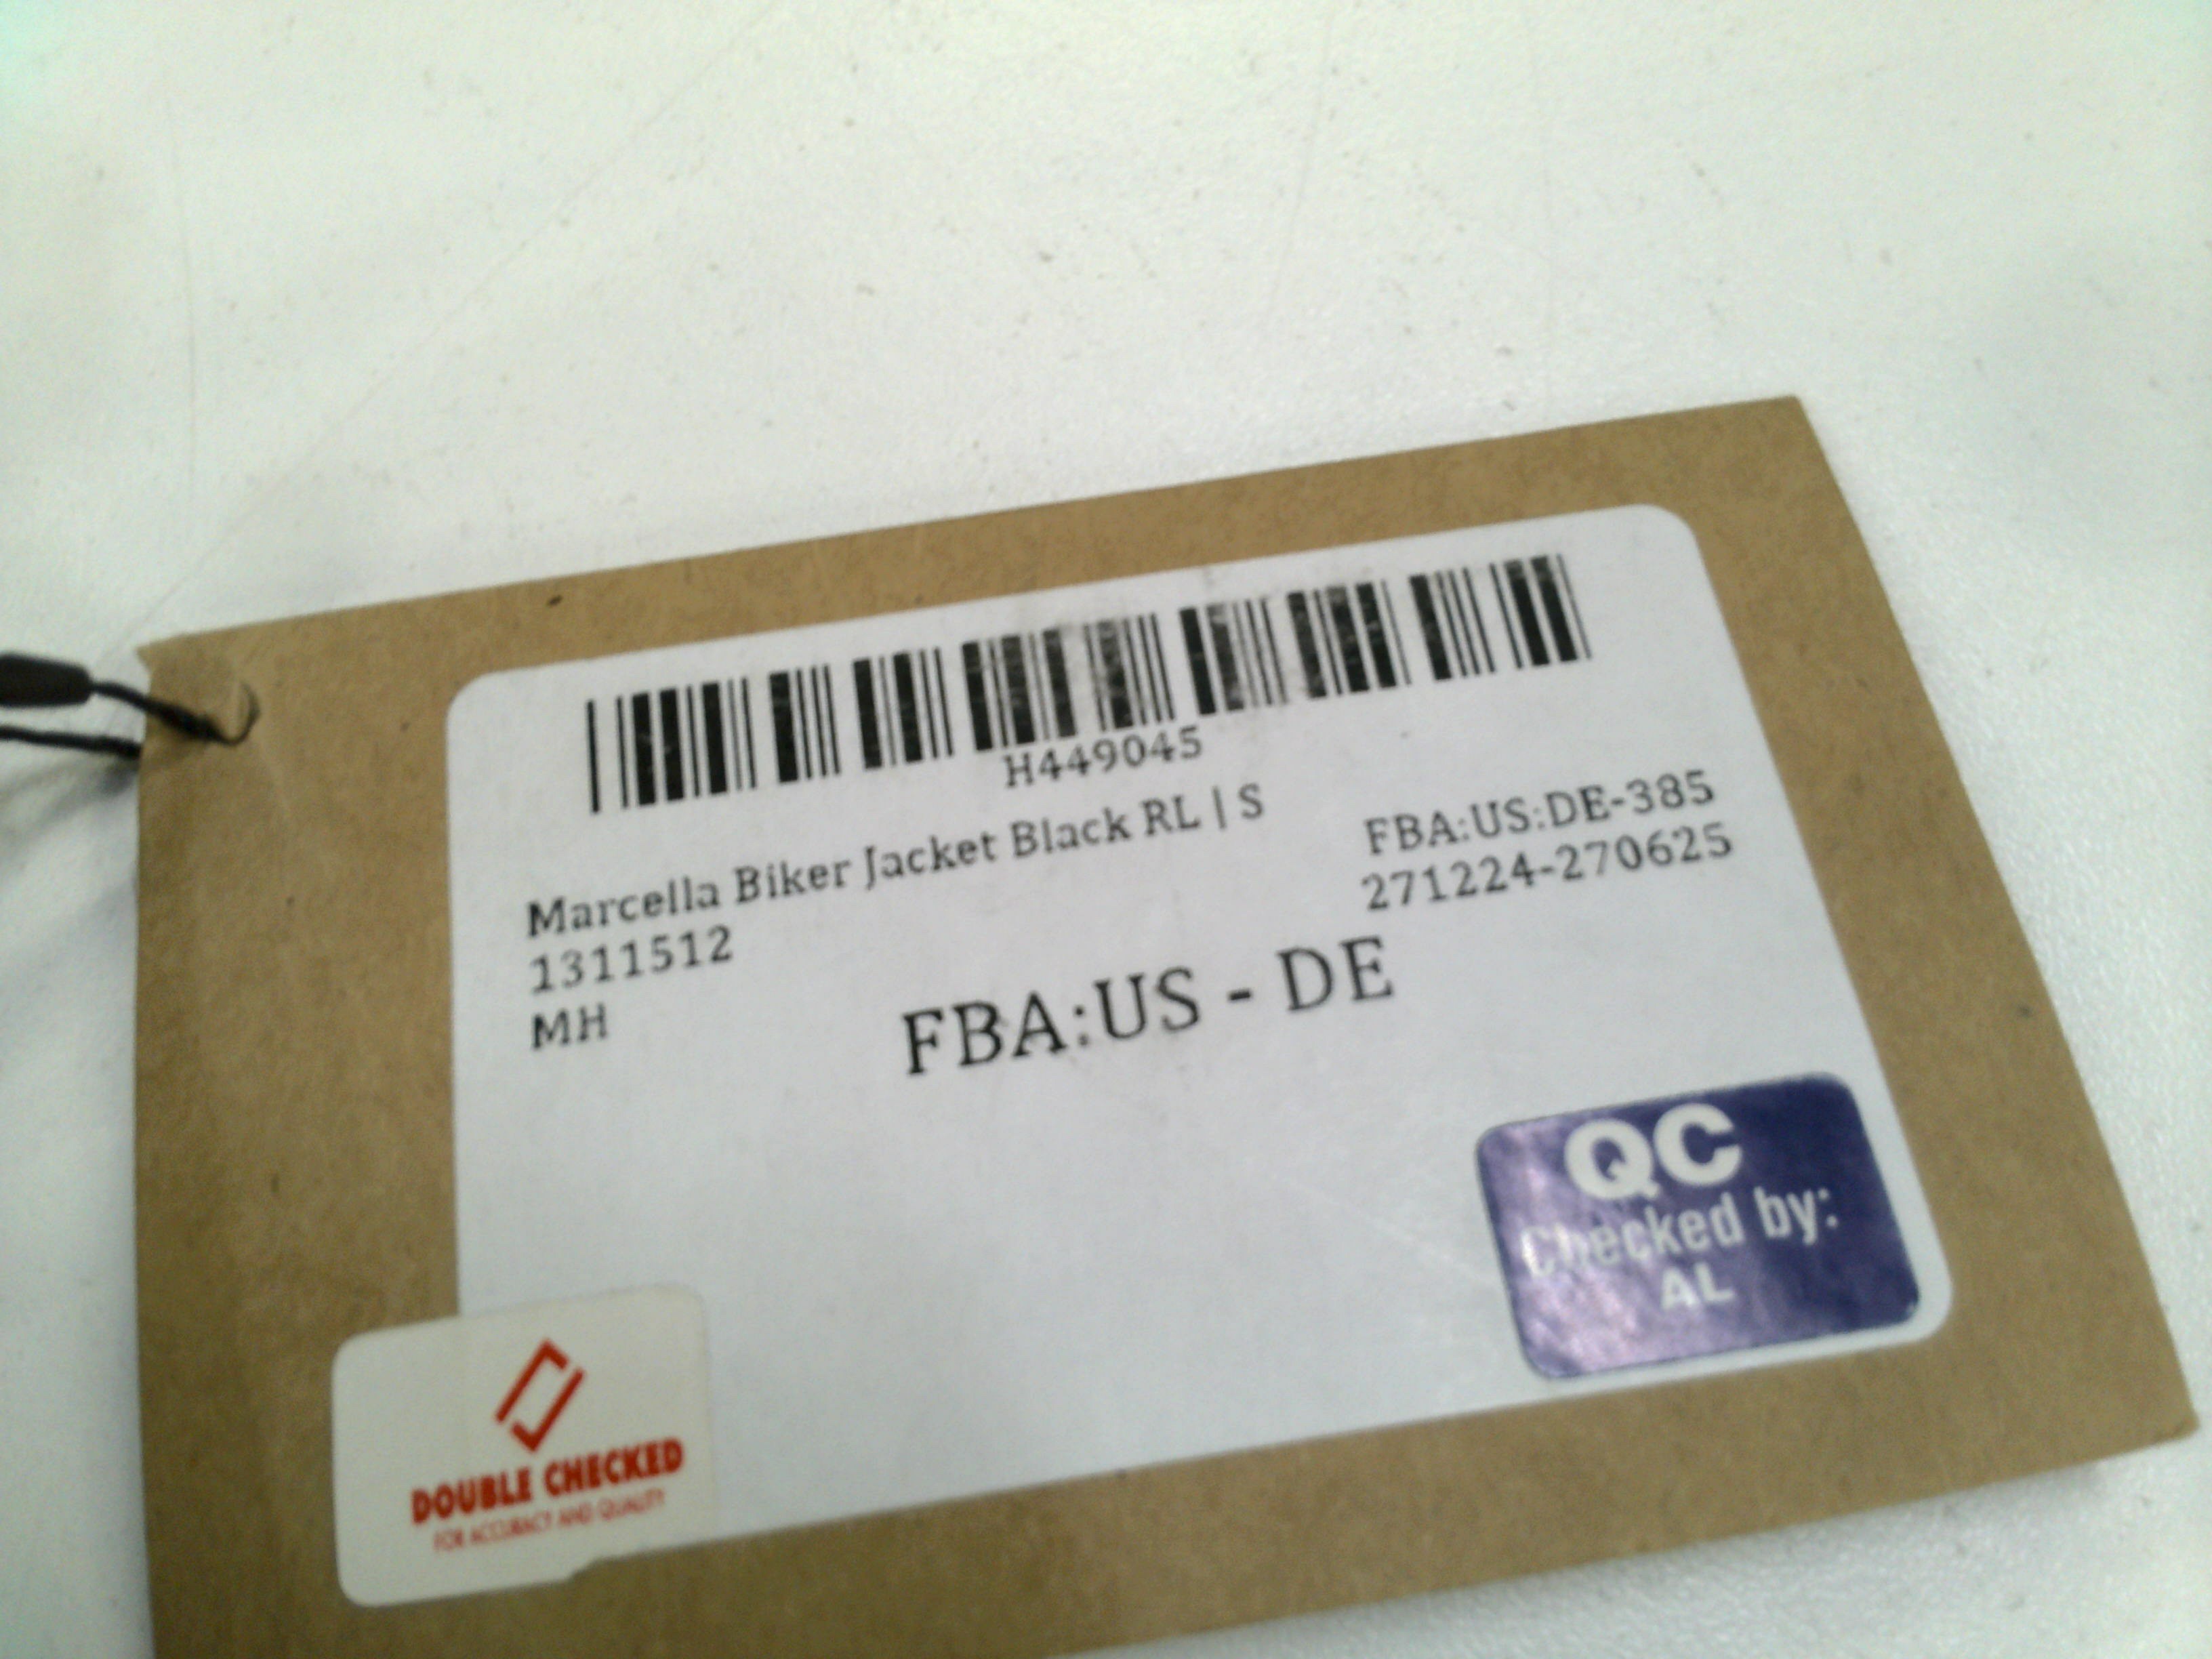 H449045
Marcella Biker Jacket Black RL | S
1311512
MH
FBA:US:DE-385
271224-270625
FBA:US - DE
QC
Checked by:
AL
DOUBLE CHECKED
FOR ACCURACY AND QUALITY